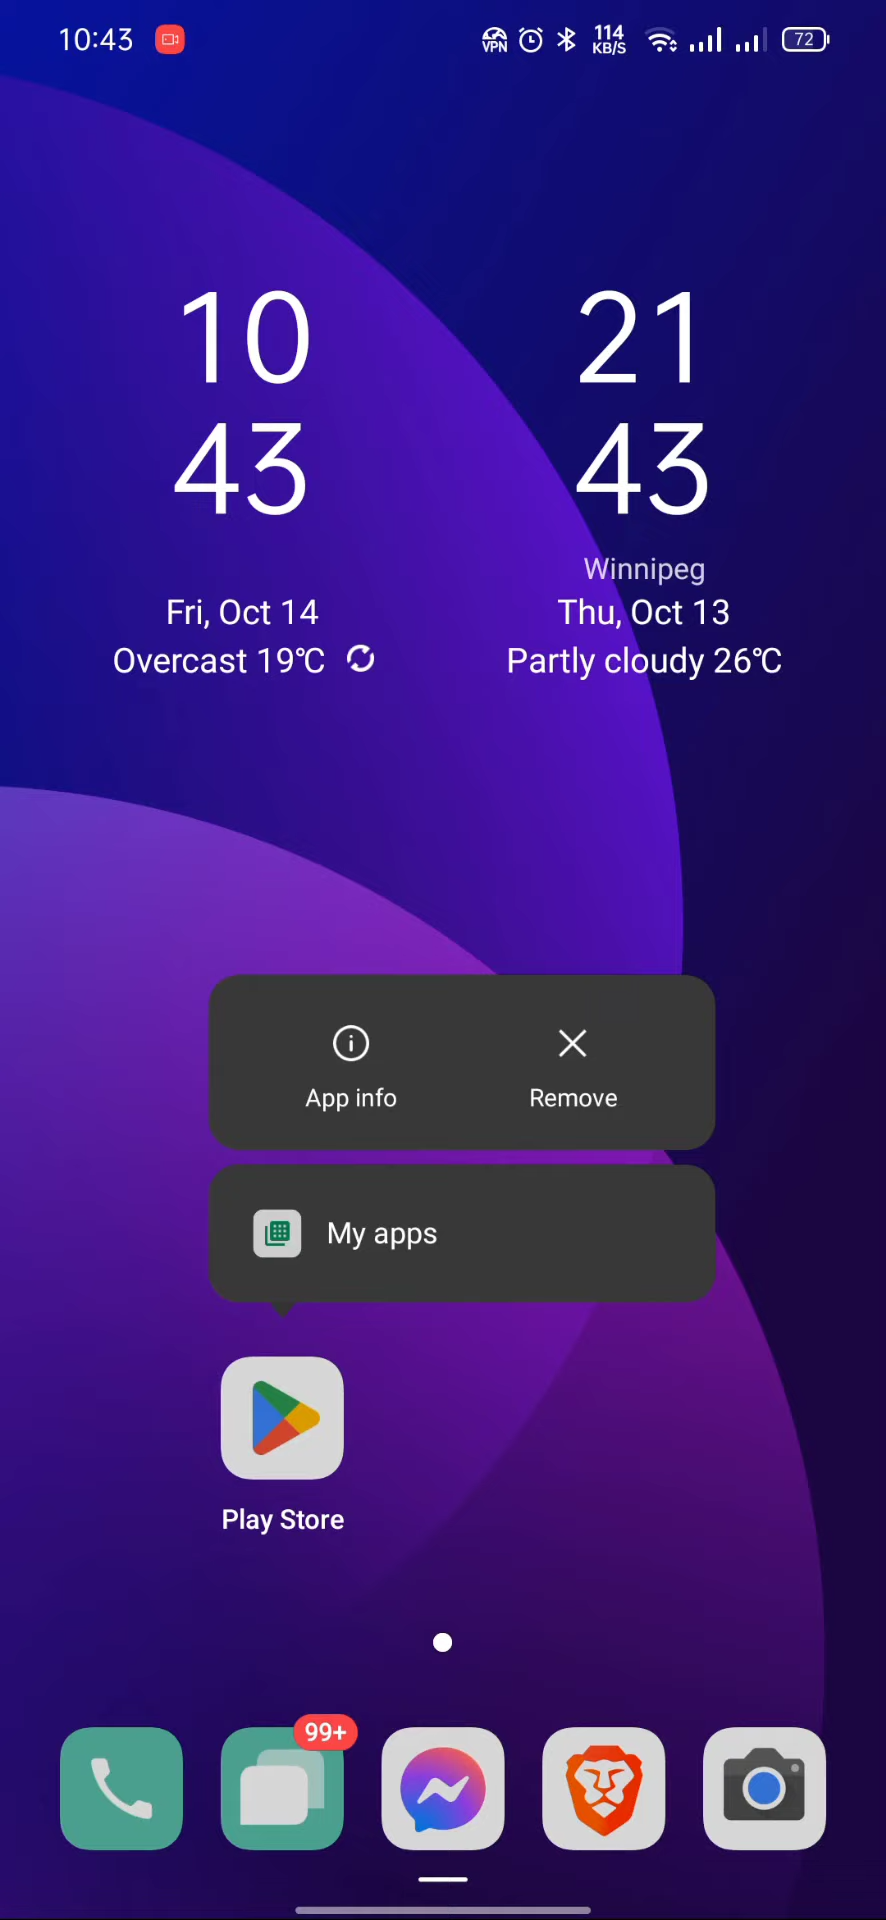 10:43
VPN
114
KB/S
72
10
43
Fri, Oct 14
Overcast 19℃
21
43
Winnipeg
Thu, Oct 13
Partly cloudy 26℃
App info
Remove
My apps
Play Store
99+